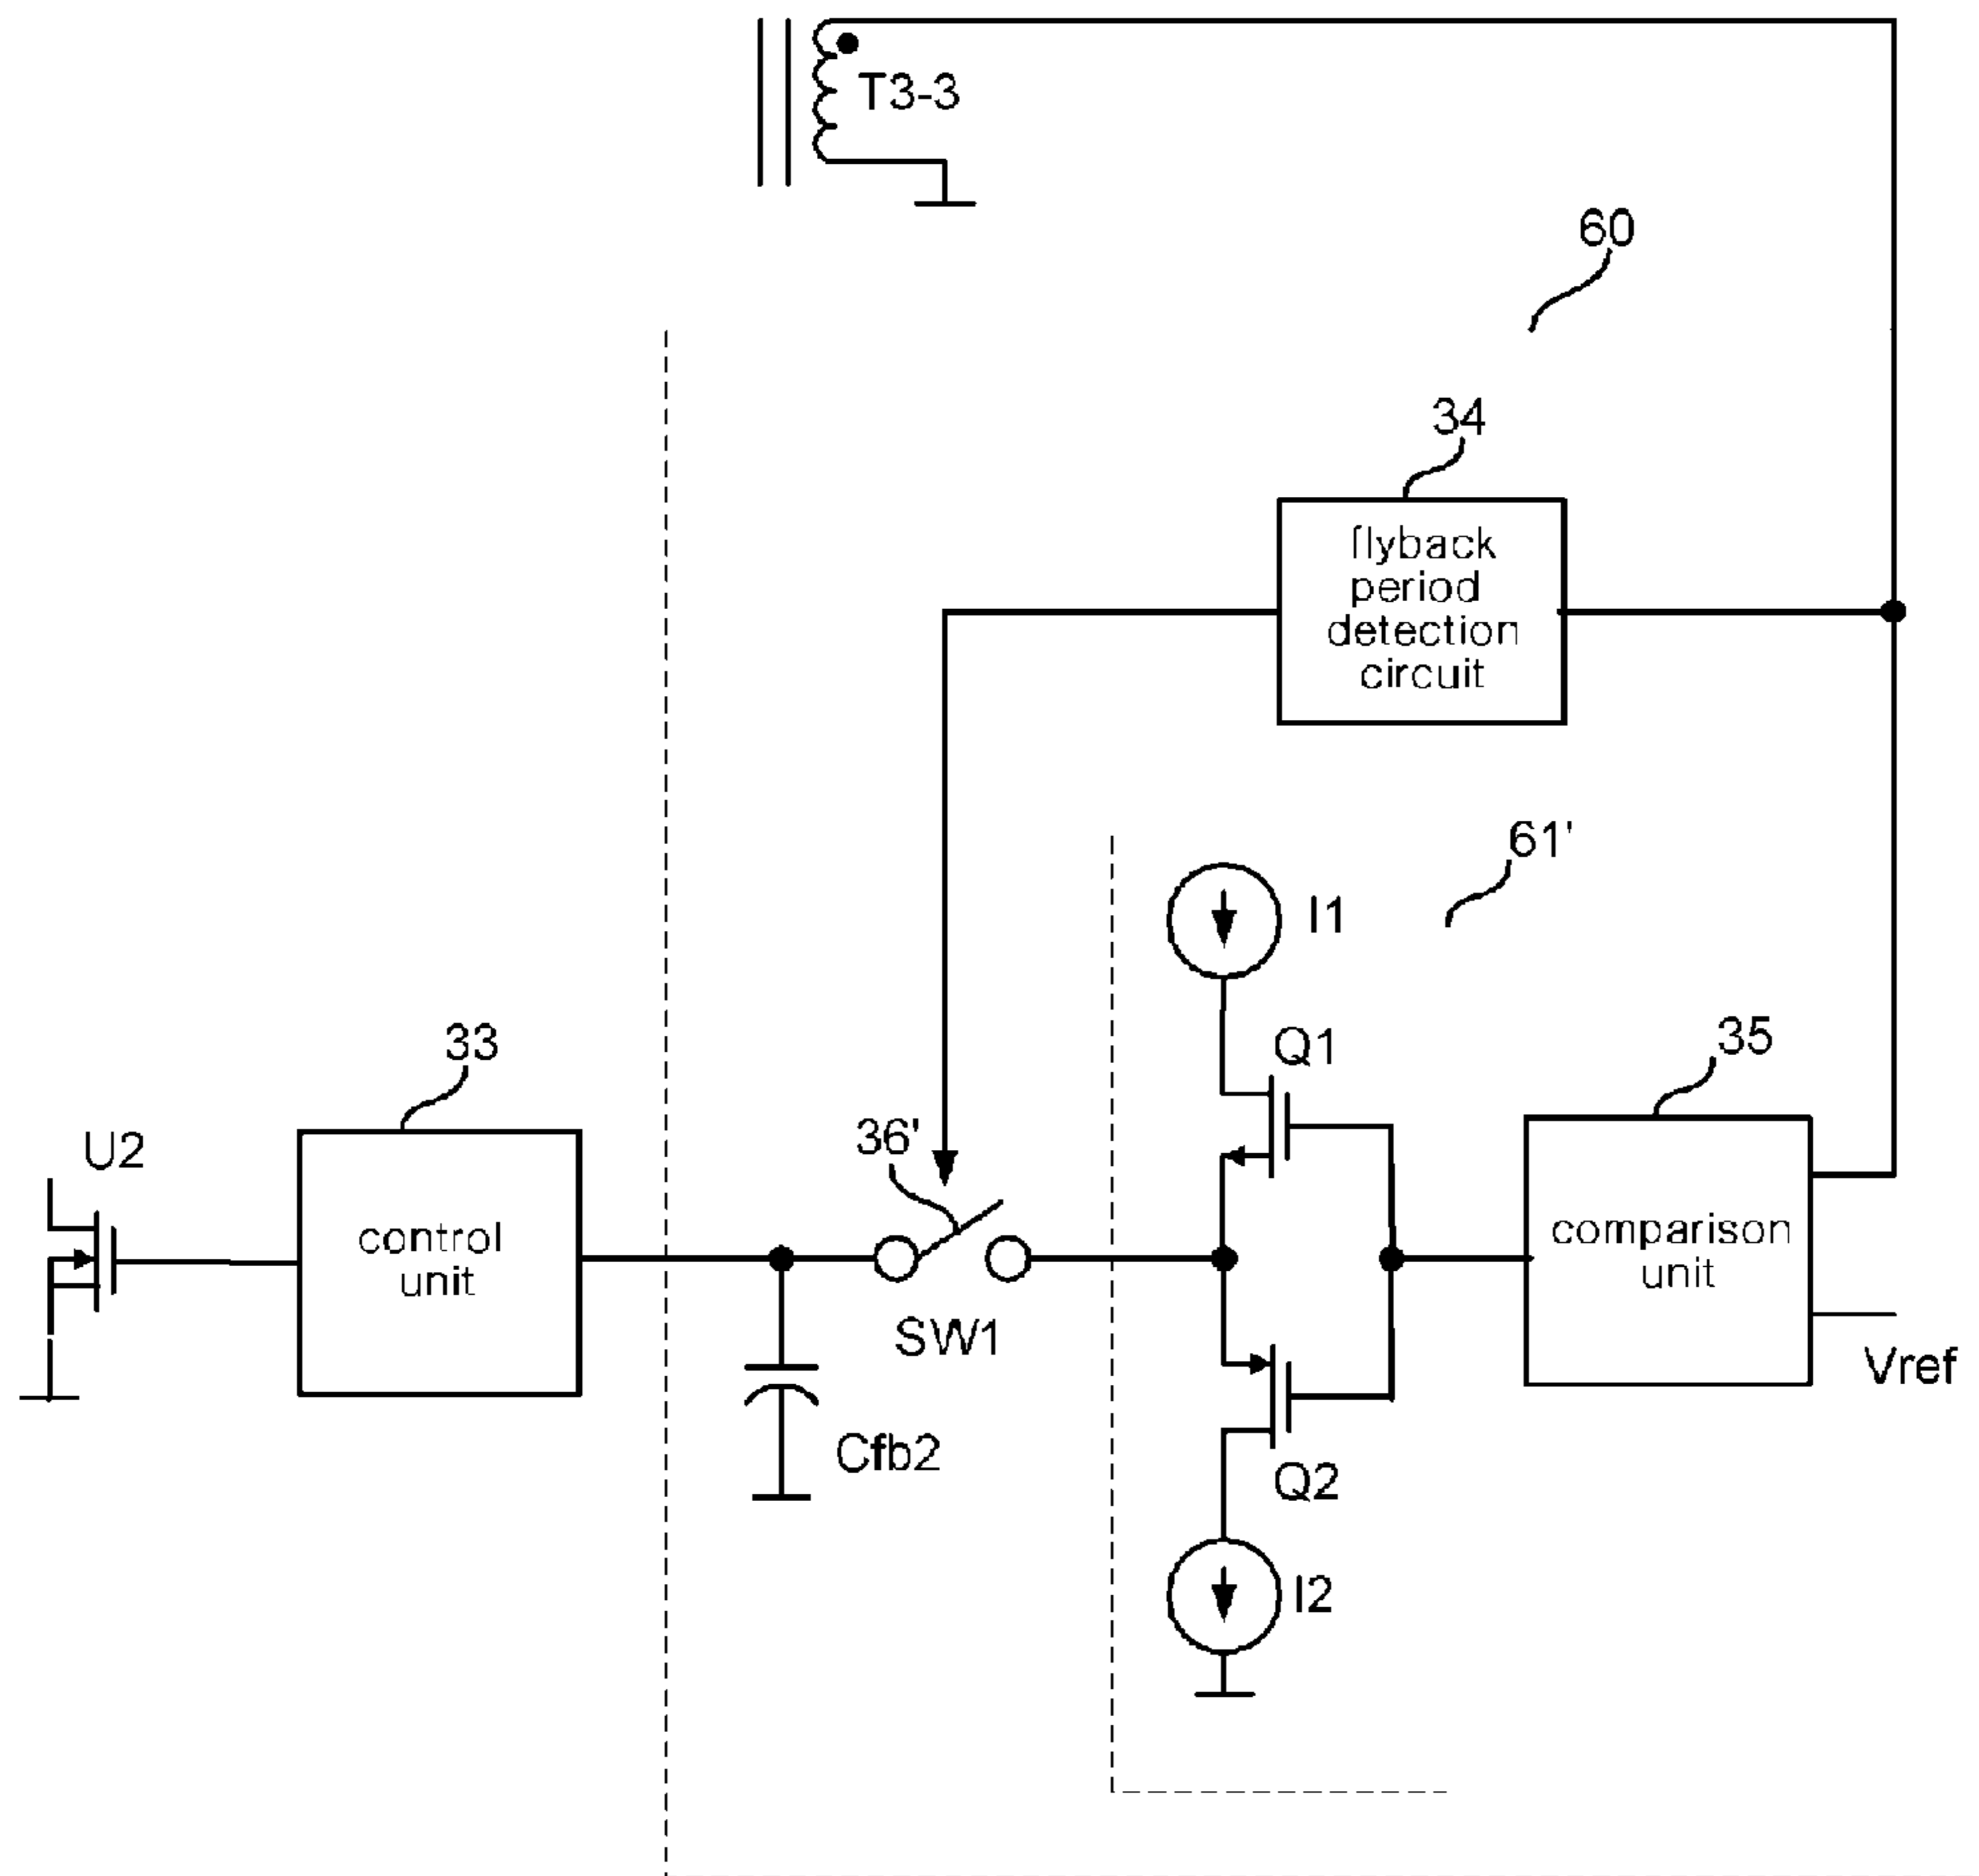 T3-3
60
34
flyback
period
detection
circuit
61'
I1
Q1
35
33
36'
U2
control
unit
comparison
unit
SW1
Vref
Cfb2
Q2
I2